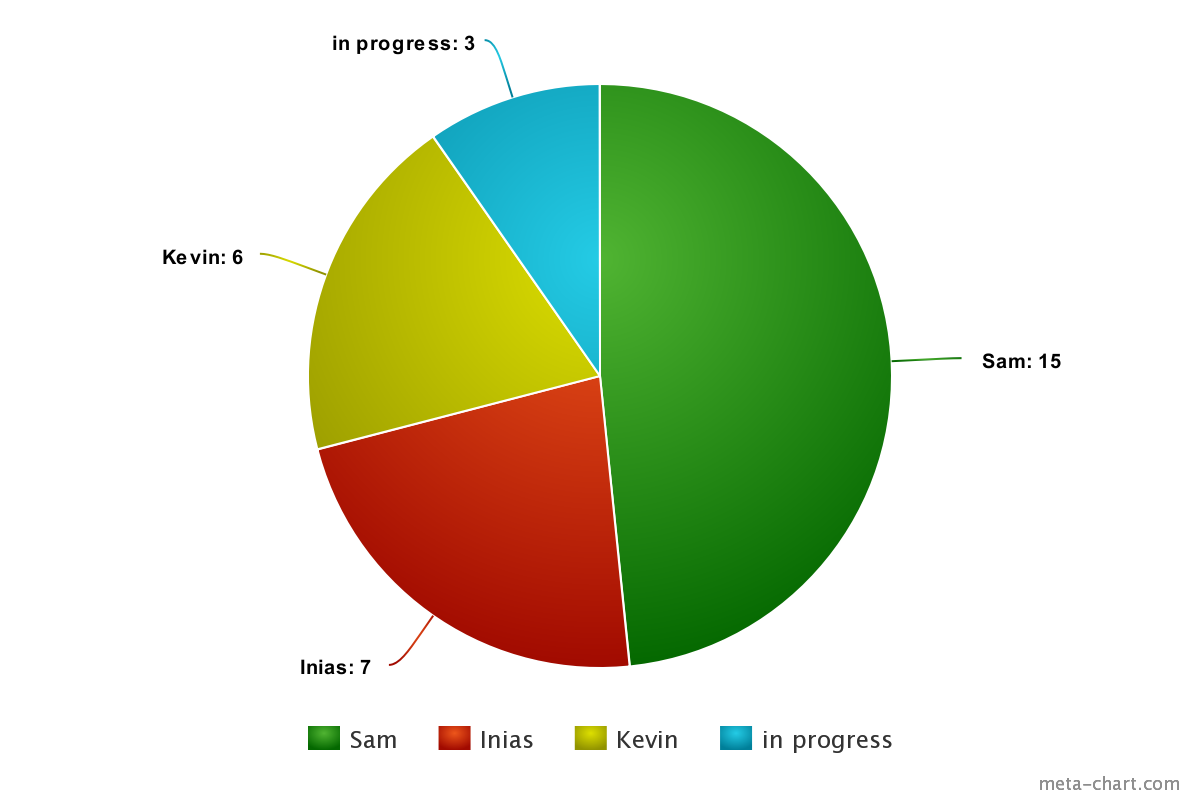 in progress: 3
Kevin: 6
Sam: 15
Inias: 7
Sam Inias Kevin in progress
meta-chart.com